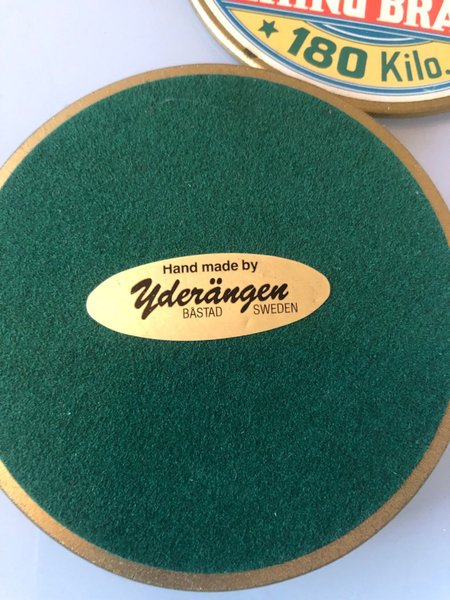 ★ 180 Kilo.
Hand made by
Yderängen
BÅSTAD SWEDEN